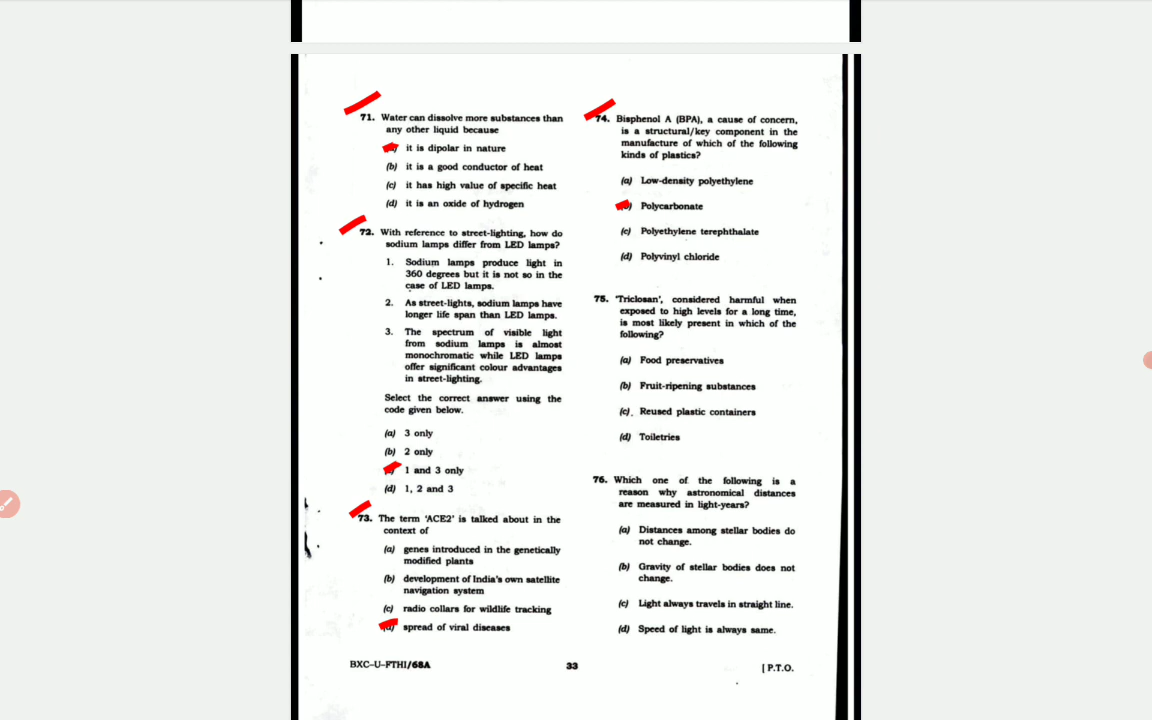 71. Water can dissolve more substances than
any other liquid because
it is dipolar in nature
(b) it is a good conductor of heat
(c) it has high value of specific heat
(d) it is an oxide of hydrogen
72. With reference to street-lighting, how do
sodium lamps differ from LED lamps?
1. Sodium lamps produce light in
360 degrees but it is not so in the
case of LED lamps.
2. As street-lights, sodium lamps have
longer life span than LED lamps.
3. The spectrum of visible light
from sodium lamps is almost
monochromatic while LED lamps
offer significant colour advantages
in street-lighting.
Select the correct answer using the
code given below.
(a) 3 only
(b) 2 only
1 and 3 only
(d) 1, 2 and 3
73. The term 'ACE2' is talked about in the
context of
(a) genes introduced in the genetically
modified plants
(b) development of India's own satellite
navigation system
(c) radio collars for wildlife tracking
spread of viral diseases
74. Bisphenol A (BPA), a cause of concern,
is a structural/key component in the
manufacture of which of the following
kinds of plastics?
(a) Low-density polyethylene
Polycarbonate
(c) Polyethylene terephthalate
(d) Polyvinyl chloride
75. 'Triclosan', considered harmful when
exposed to high levels for a long time,
is most likely present in which of the
following?
(a) Food preservatives
(b) Fruit-ripening substances
(c) Reused plastic containers
(d) Toiletries
76. Which one of the following is a
reason why astronomical distances
are measured in light-years?
(a) Distances among stellar bodies do
not change.
(b) Gravity of stellar bodies does not
change.
(c) Light always travels in straight line.
(d) Speed of light is always same.
BXC-U-FTHI/68A
33
[ P.T.O.